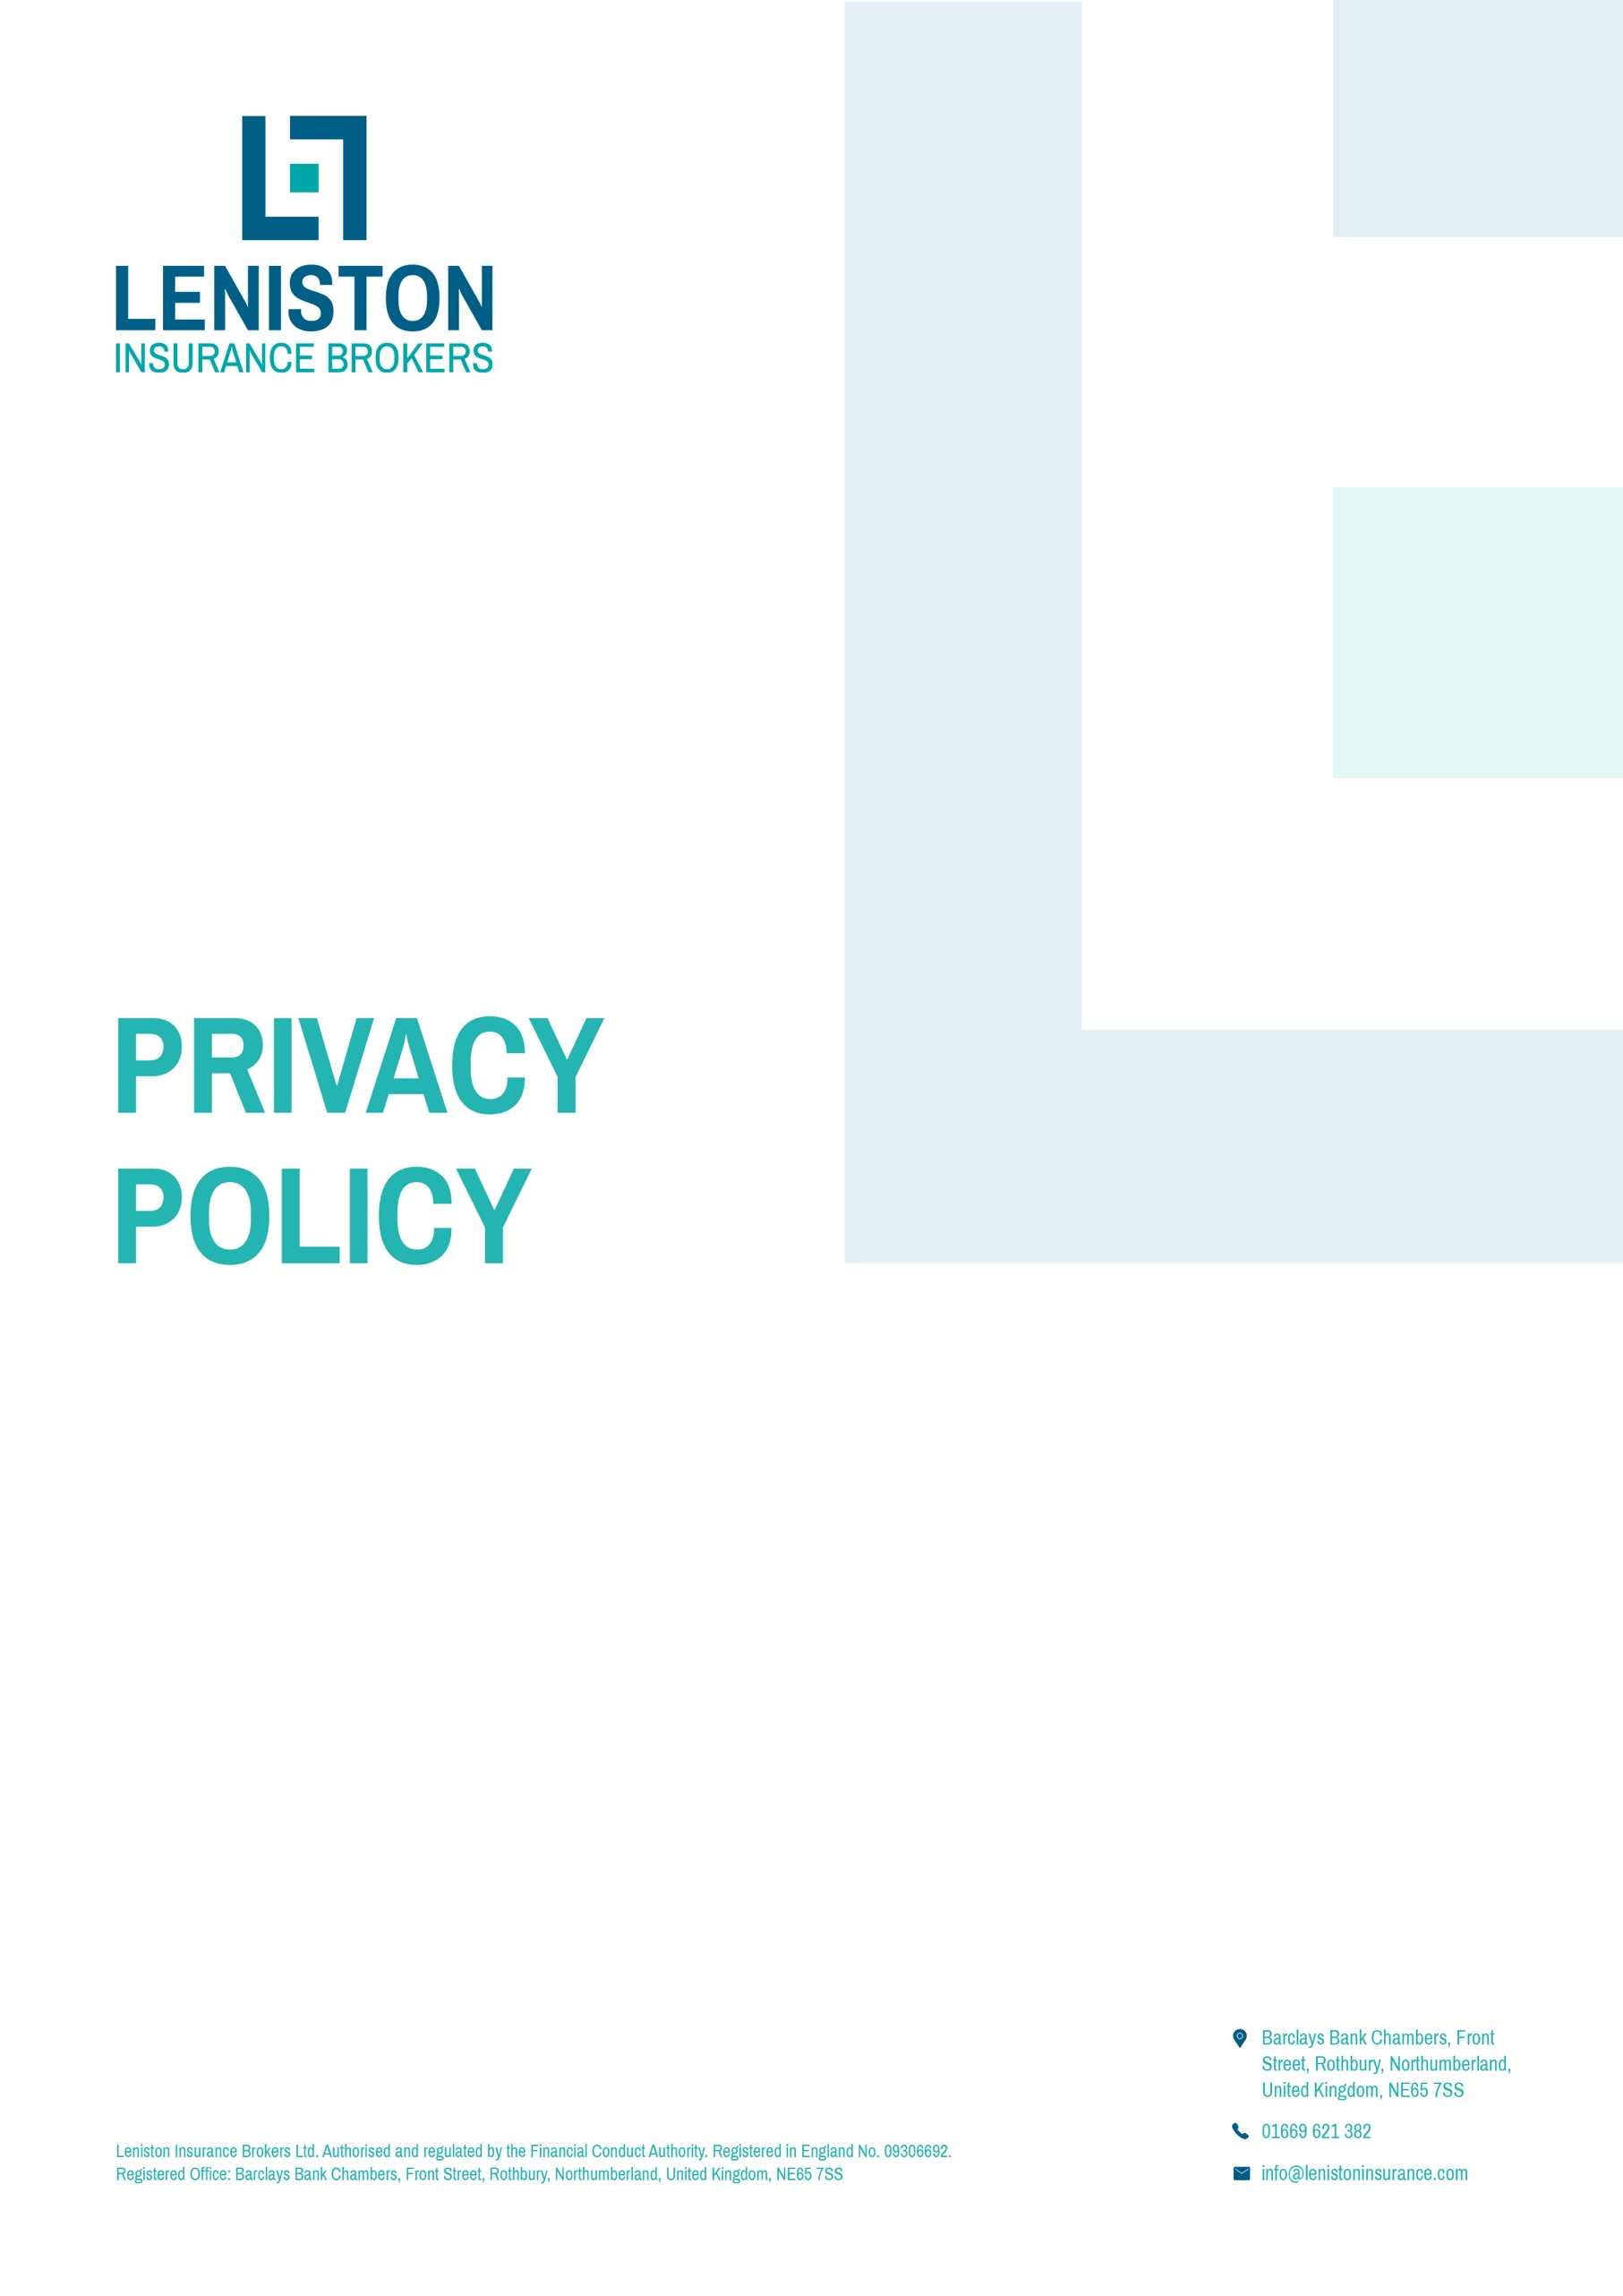 LENISTON
INSURANCE BROKERS
PRIVACY
POLICY
Barclays Bank Chambers, Front
Street, Rothbury, Northumberland,
United Kingdom, NE65 7SS
01669 621 382
info@lenistoninsurance.com
Leniston Insurance Brokers Ltd. Authorised and regulated by the Financial Conduct Authority. Registered in England No. 09306692.
Registered Office: Barclays Bank Chambers, Front Street, Rothbury, Northumberland, United Kingdom, NE65 7SS